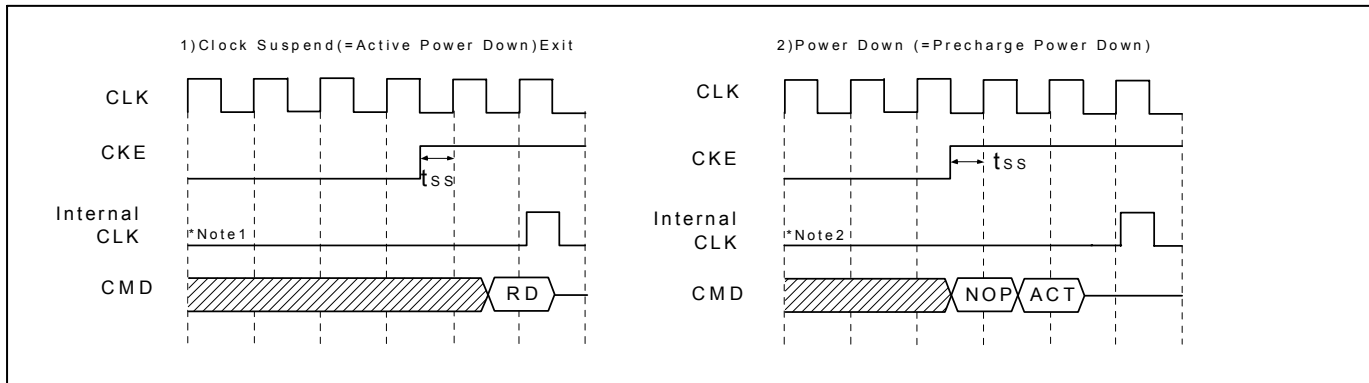 1)Clock Suspend(=Active Power Down)Exit
CLK
CKE
tss
Internal
CLK
*Note1
CMD
RD
2)Power Down (=Precharge Power Down)
CLK
CKE
tss
Internal
CLK
*Note2
CMD
NOP
ACT